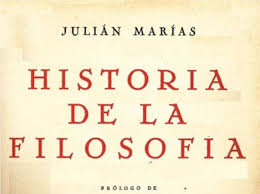 JULIÁN MARÍAS
HISTORIA
DE LA
FILOSOFIA
PRÓLOGO DE